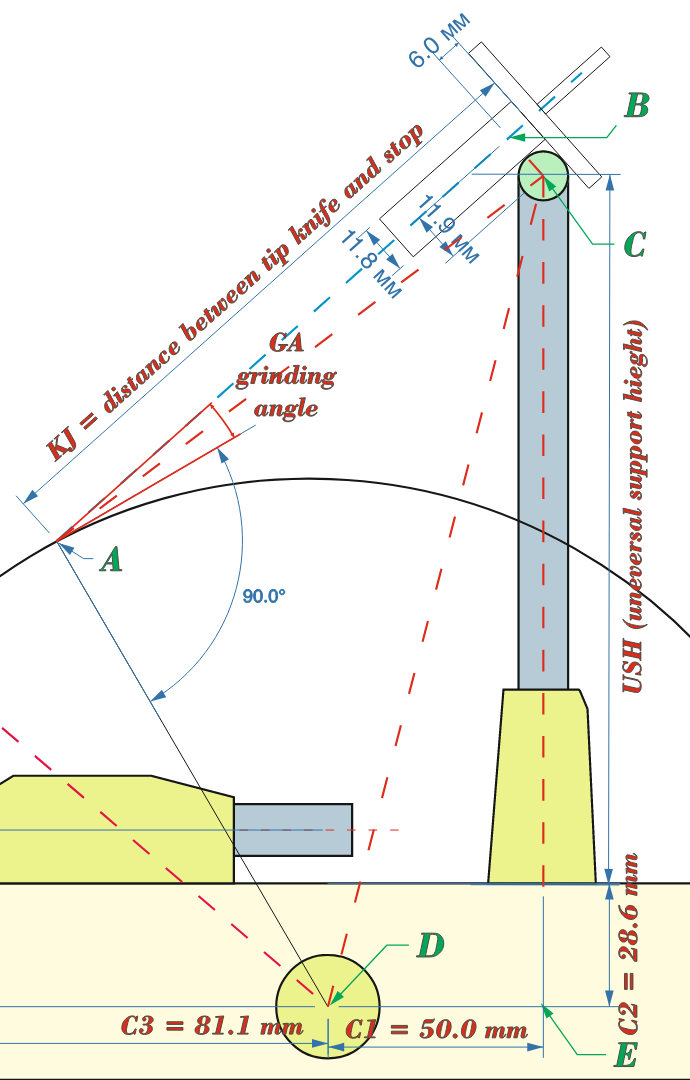 6.0 мм
B
KJ = distance between tip knife and stop
11.9 мм
C
11.8 мм
GA
grinding
angle
USH (uneversal support hieght)
A
90.0°
D
C2 = 28.6 mm
C3 = 81.1 mm
C1 = 50.0 mm
E